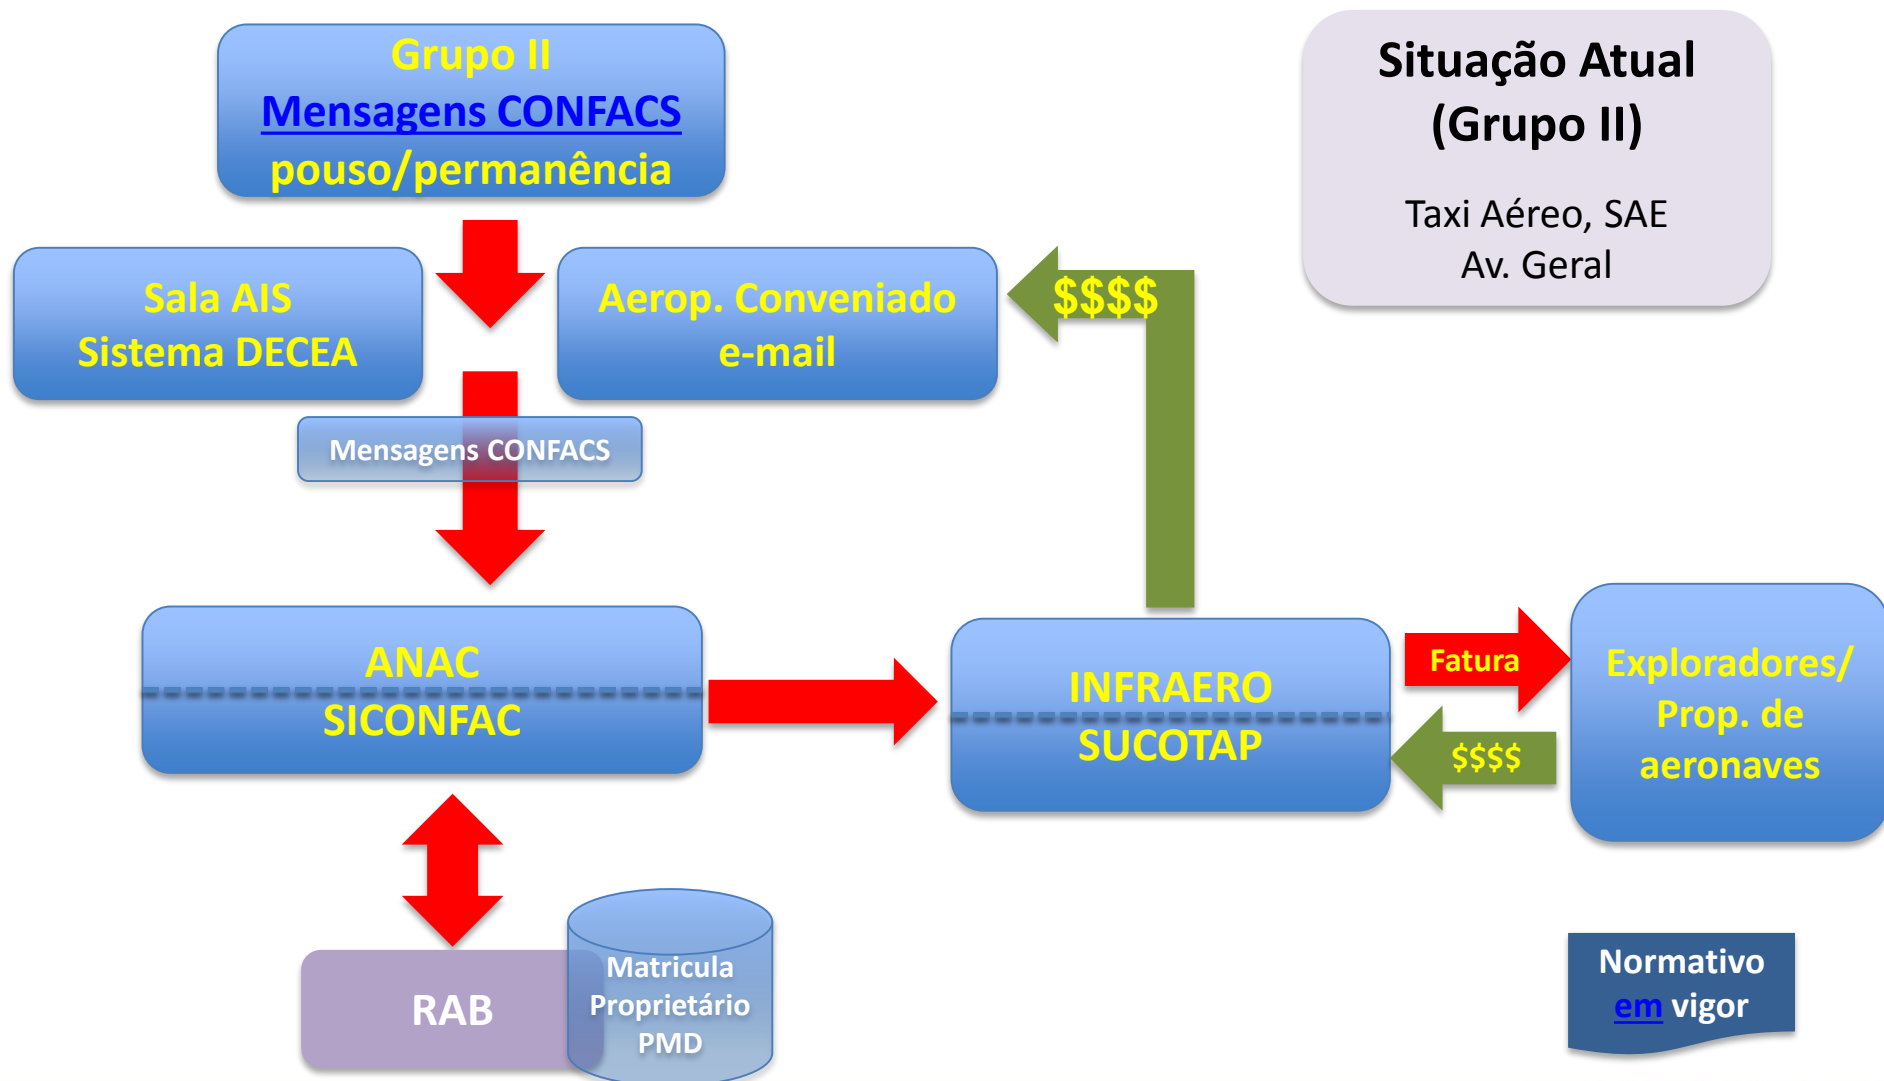 Grupo II
Mensagens CONFACS
pouso/permanência
Situação Atual
(Grupo II)
Taxi Aéreo, SAE
Av. Geral
Sala AIS
Sistema DECEA
Aerop. Conveniado
e-mail
$$$$
Mensagens CONFACS
ANAC
SICONFAC
INFRAERO
SUCOTAP
Fatura
$$$$
Exploradores/
Prop. de
aeronaves
RAB
Matricula
Proprietário
PMD
Normativo
em vigor